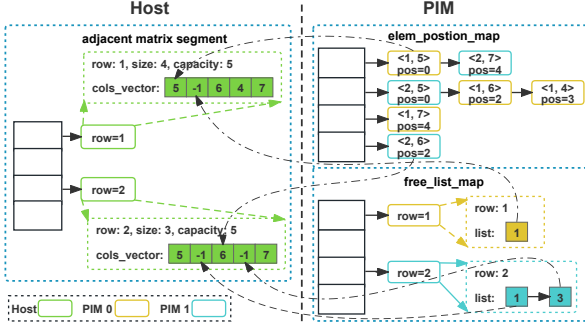 Host
PIM
adjacent matrix segment
row: 1, size: 4, capacity: 5
cols_vector: 5 -1 6 4 7
row=1
row=2
row: 2, size: 3, capacity: 5
cols_vector: 5 -1 6 -1 7
Host PIM 0 PIM 1
elem_postion_map
<1, 5> pos=0
<2, 7> pos=4
<2, 5> pos=0
<1, 6> pos=2
<1, 4> pos=3
<1, 7> pos=4
<2, 6> pos=2
free_list_map
row=1
row: 1
list: 1
row=2
row: 2
list: 1 3